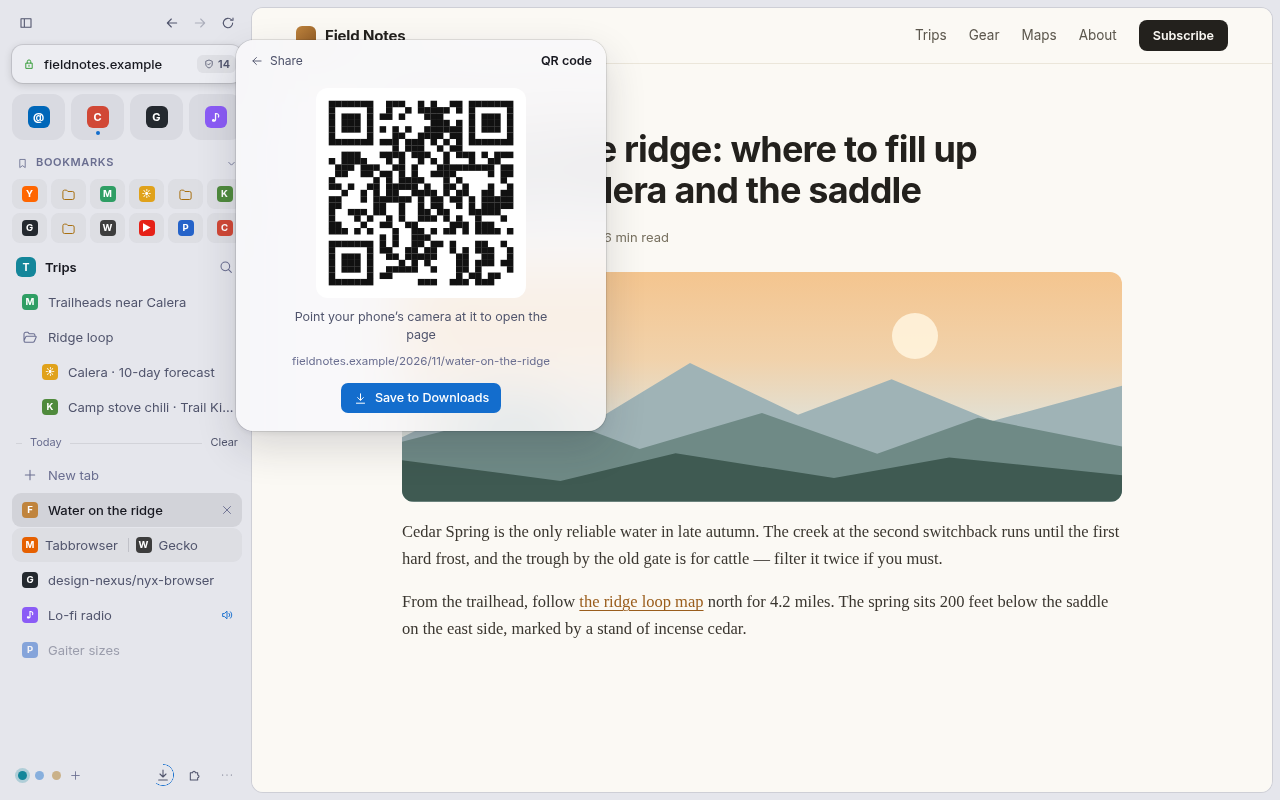 fieldnotes.example
14
@
C
G
BOOKMARKS
Y
M
K
G
W
P
C
T
Trips
M
Trailheads near Calera
Ridge loop
Calera · 10-day forecast
K
Camp stove chili · Trail Ki...
Today
Clear
New tab
F
Water on the ridge
M
Tabbrowser
W
Gecko
G
design-nexus/nyx-browser
Lo-fi radio
P
Gaiter sizes
Share
QR code
Point your phone’s camera at it to open the
page
fieldnotes.example/2026/11/water-on-the-ridge
Save to Downloads
Field Notes
Trips
Gear
Maps
About
Subscribe
ridge: where to fill up
and the saddle
6 min read
Cedar Spring is the only reliable water in late autumn. The creek at the second switchback runs until the first
hard frost, and the trough by the old gate is for cattle — filter it twice if you must.
From the trailhead, follow the ridge loop map north for 4.2 miles. The spring sits 200 feet below the saddle
on the east side, marked by a stand of incense cedar.